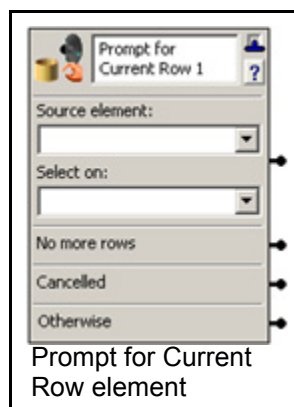 Prompt for
Current Row 1
?
Source element:
Select on:
No more rows
Cancelled
Otherwise
Prompt for Current
Row element